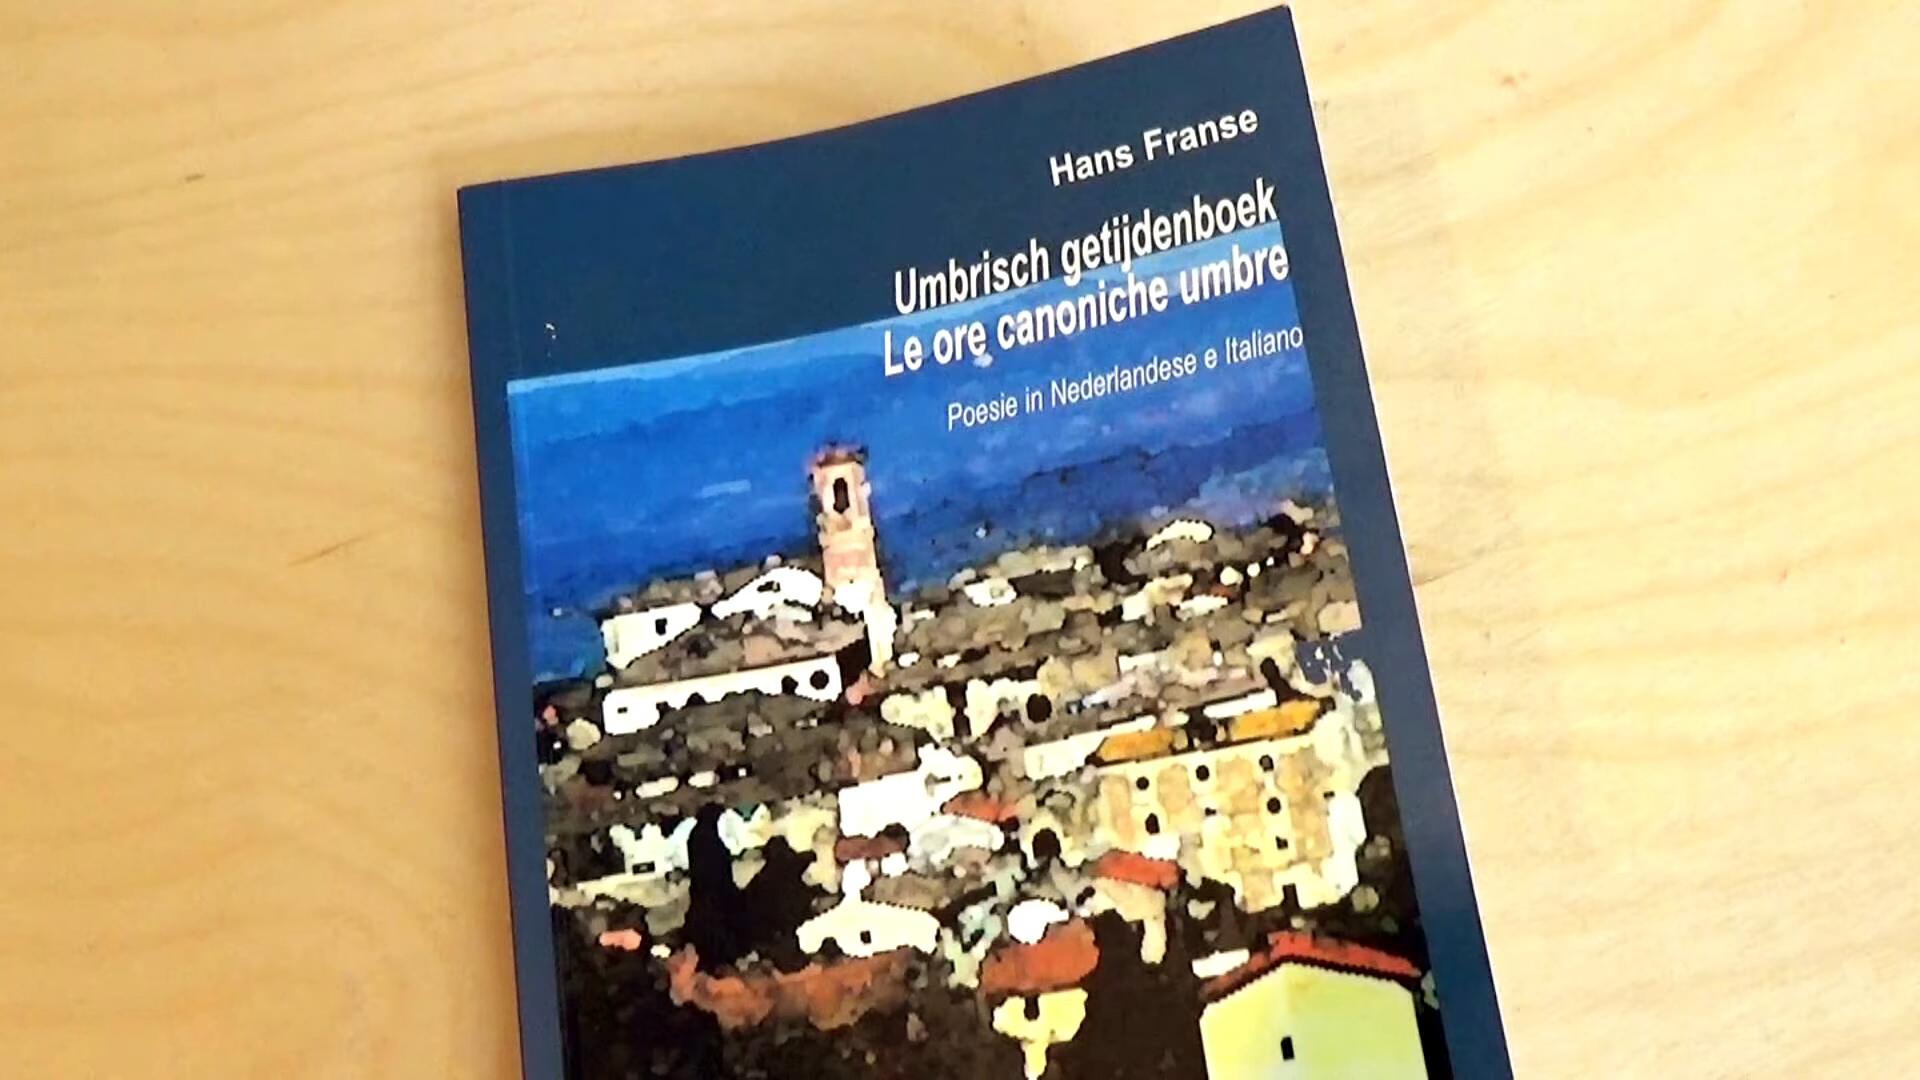 Hans Franse
Umbrisch getijdenboek
Le ore canoniche umbre
Poesie in Nederlandese e Italiano